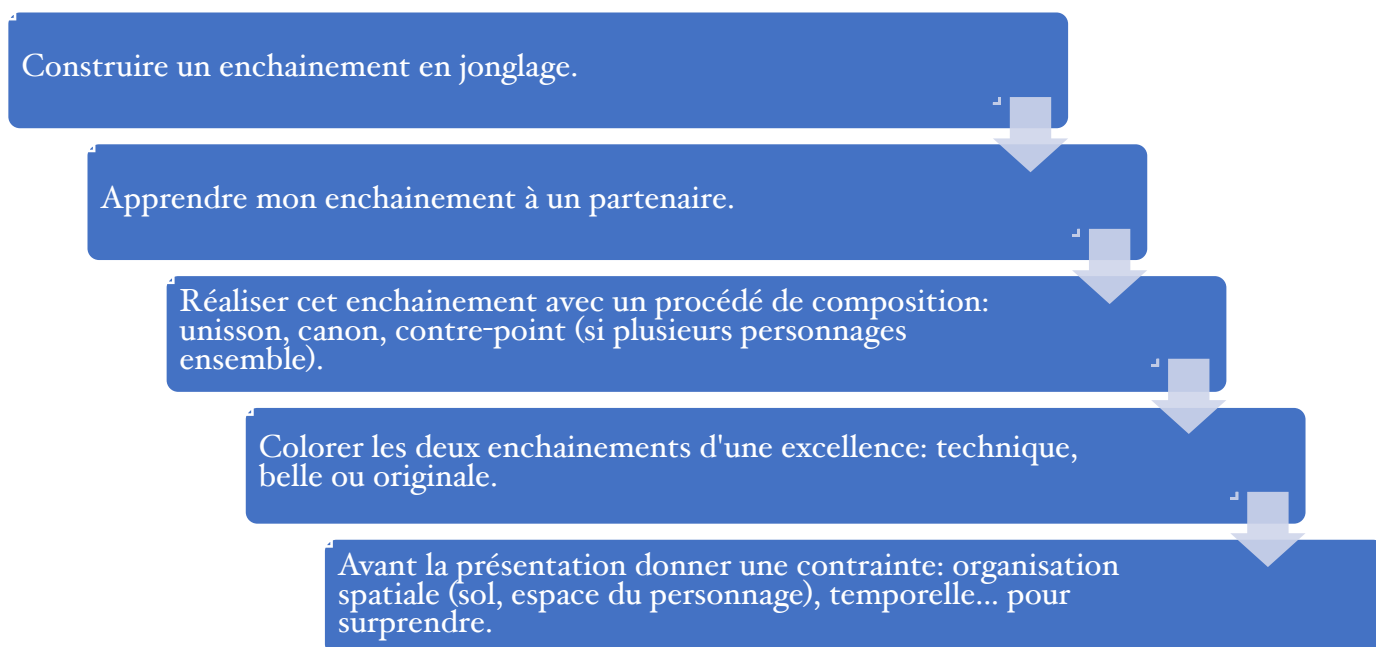 Construire un enchainement en jonglage.
Apprendre mon enchainement à un partenaire.
Réaliser cet enchainement avec un procédé de composition:
unisson, canon, contre-point (si plusieurs personnages
ensemble).
Colorer les deux enchainements d'une excellence: technique,
belle ou originale.
Avant la présentation donner une contrainte: organisation
spatiale (sol, espace du personnage), temporelle... pour
surprendre.